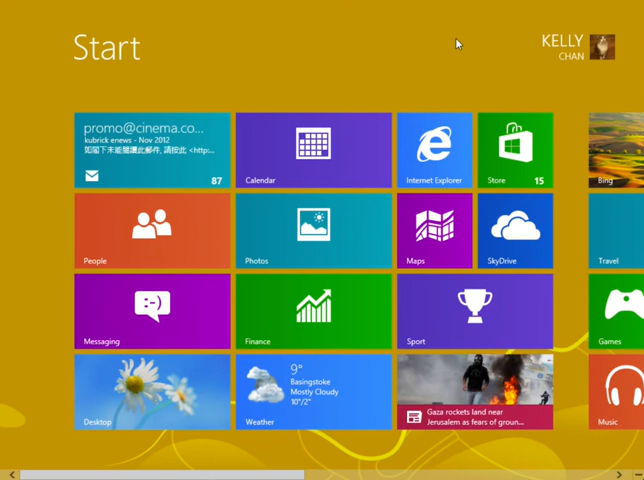 Start
KELLY
CHAN
promo@cinema.co...
kubrick enews - Nov 2012
如閣下未能閱讀此郵件, 請按此 <http:...
87
Calendar
Internet Explorer
Store
15
Bing
People
Photos
Maps
SkyDrive
Travel
:-)
Messaging
Finance
Sport
Games
Desktop
9°
Basingstoke
Mostly Cloudy
10°/2°
Weather
Gaza rockets land near
Jerusalem as fears of groun...
Music